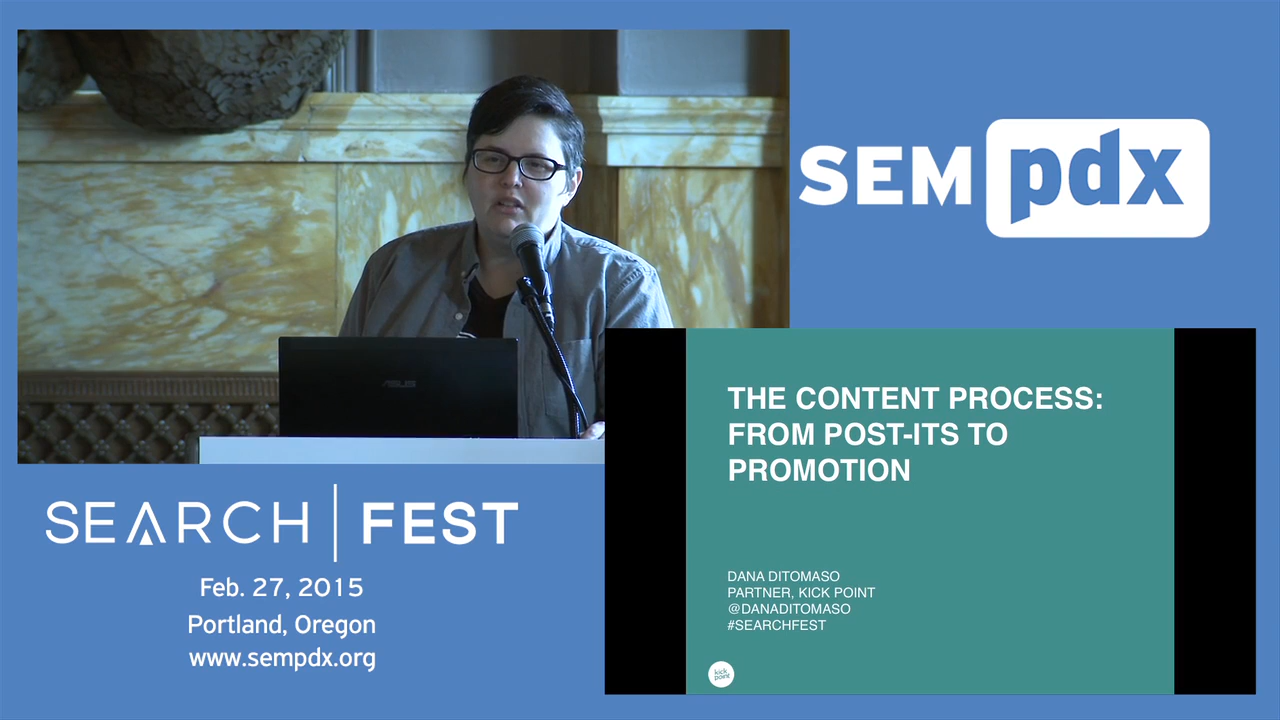 SEM pdx
ASUS
THE CONTENT PROCESS:
FROM POST-ITS TO
PROMOTION
DANA DITOMASO
PARTNER, KICK POINT
@DANADITOMASO
#SEARCHFEST
kick
point
SEARCH | FEST
Feb. 27, 2015
Portland, Oregon
www.sempdx.org